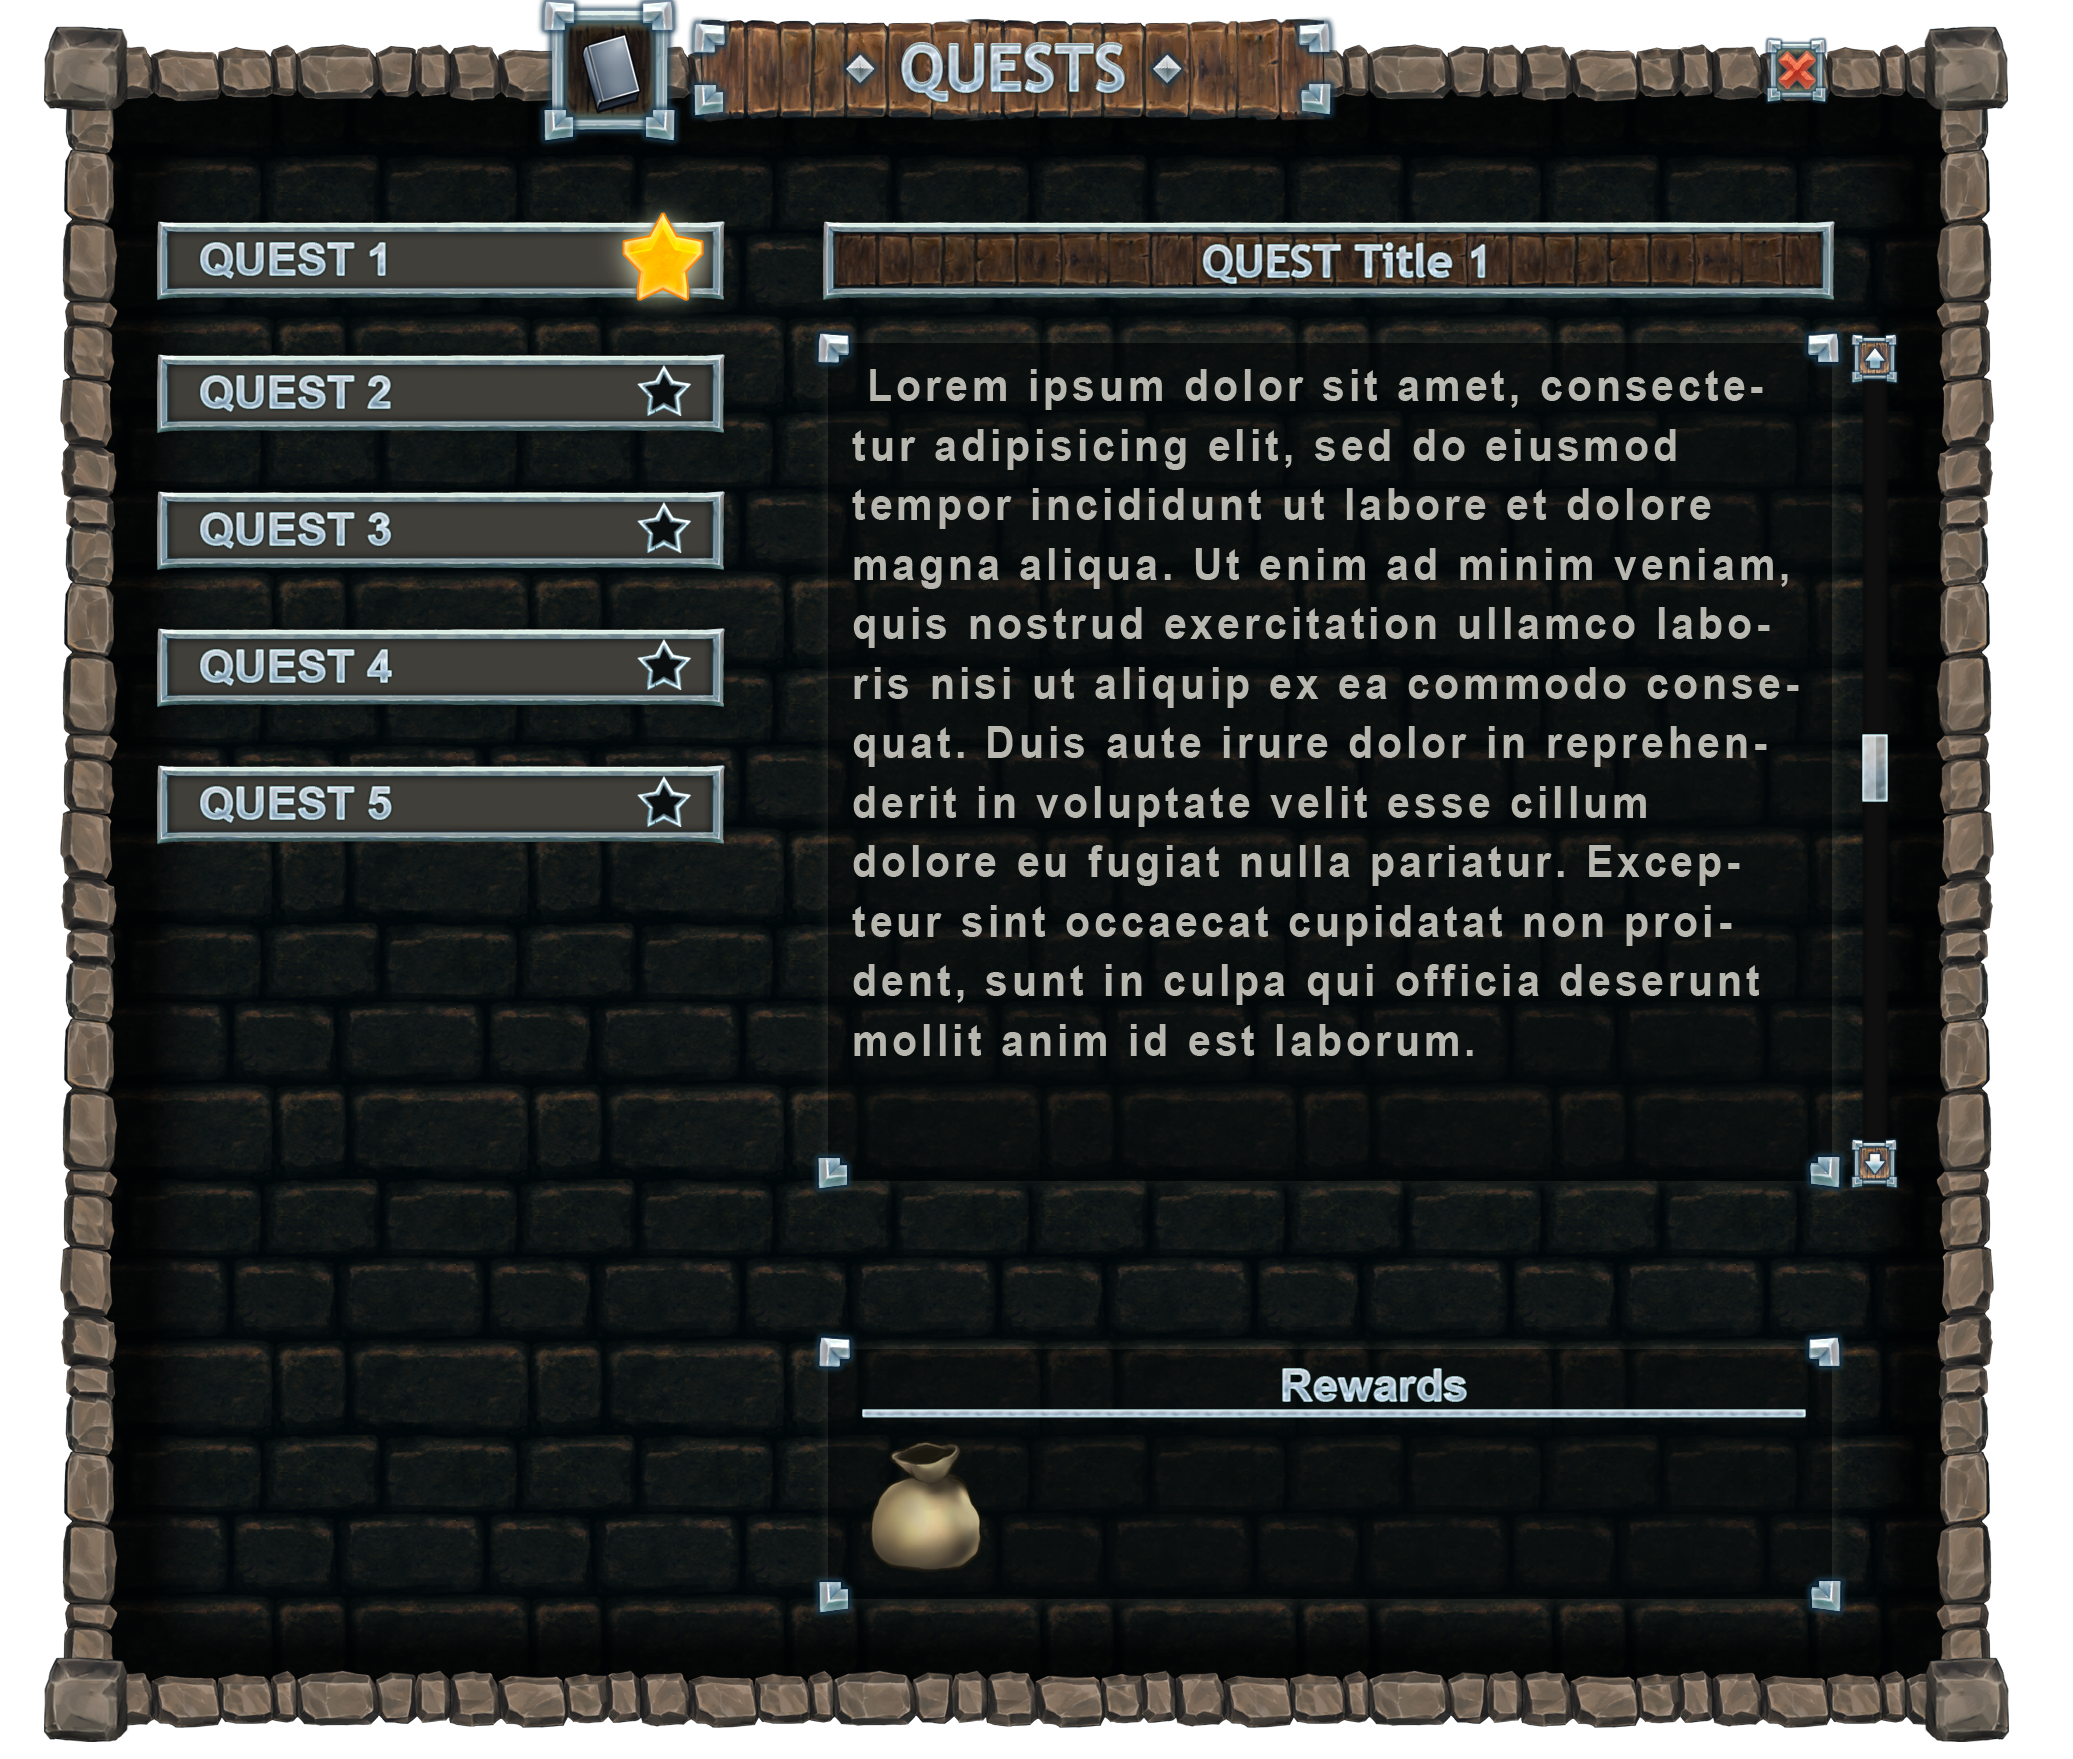 QUESTS
QUEST 1
QUEST 2
QUEST 3
QUEST 4
QUEST 5
QUEST Title 1
Lorem ipsum dolor sit amet, consecte-
tur adipisicing elit, sed do eiusmod
tempor incididunt ut labore et dolore
magna aliqua. Ut enim ad minim veniam,
quis nostrud exercitation ullamco labo-
ris nisi ut aliquip ex ea commodo conse-
quat. Duis aute irure dolor in reprehen-
derit in voluptate velit esse cillum
dolore eu fugiat nulla pariatur. Excep-
teur sint occaecat cupidatat non proi-
dent, sunt in culpa qui officia deserunt
mollit anim id est laborum.
Rewards